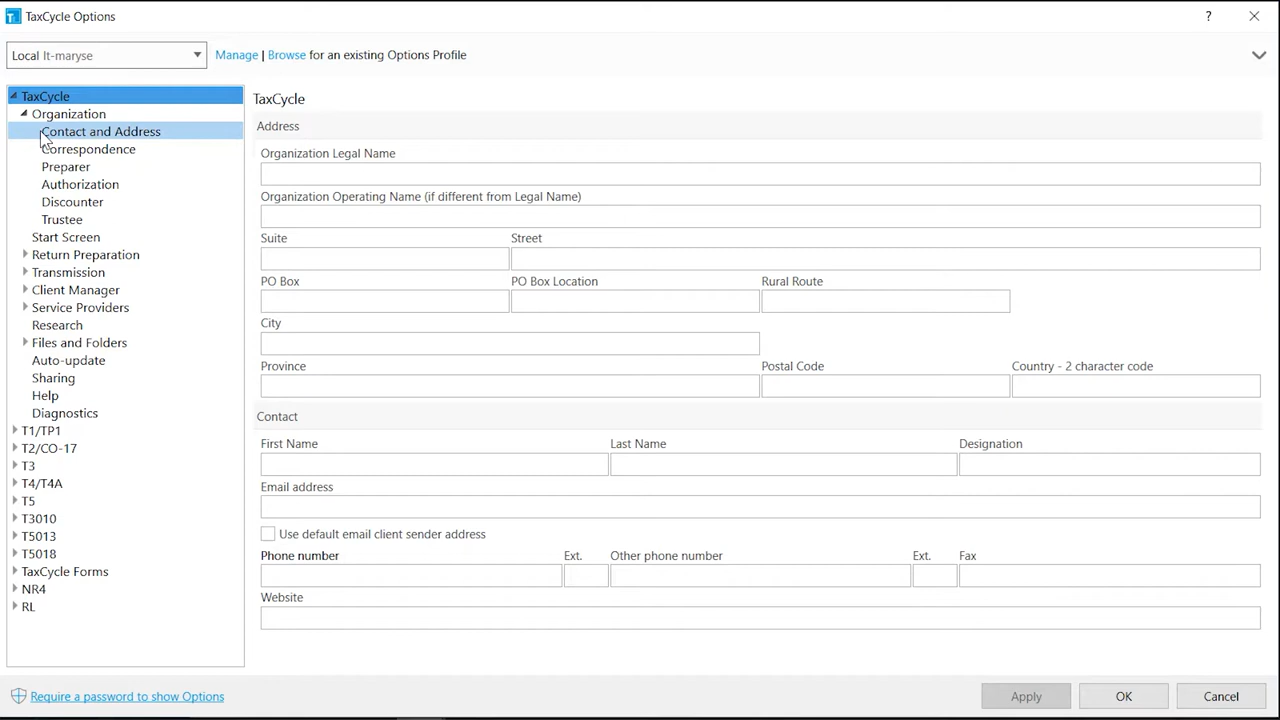 TaxCycle Options
?
Local lt-maryse
Manage | Browse for an existing Options Profile
TaxCycle
Organization
Contact and Address
Correspondence
Preparer
Authorization
Discounter
Trustee
Start Screen
Return Preparation
Transmission
Client Manager
Service Providers
Research
Files and Folders
Auto-update
Sharing
Help
Diagnostics
T1/TP1
T2/CO-17
T3
T4/T4A
T5
T3010
T5013
T5018
TaxCycle Forms
NR4
RL
TaxCycle
Address
Organization Legal Name
Organization Operating Name (if different from Legal Name)
Suite Street
PO Box PO Box Location Rural Route
City
Province Postal Code Country - 2 character code
Contact
First Name Last Name Designation
Email address
Use default email client sender address
Phone number Ext. Other phone number Ext. Fax
Website
Require a password to show Options
Apply OK Cancel